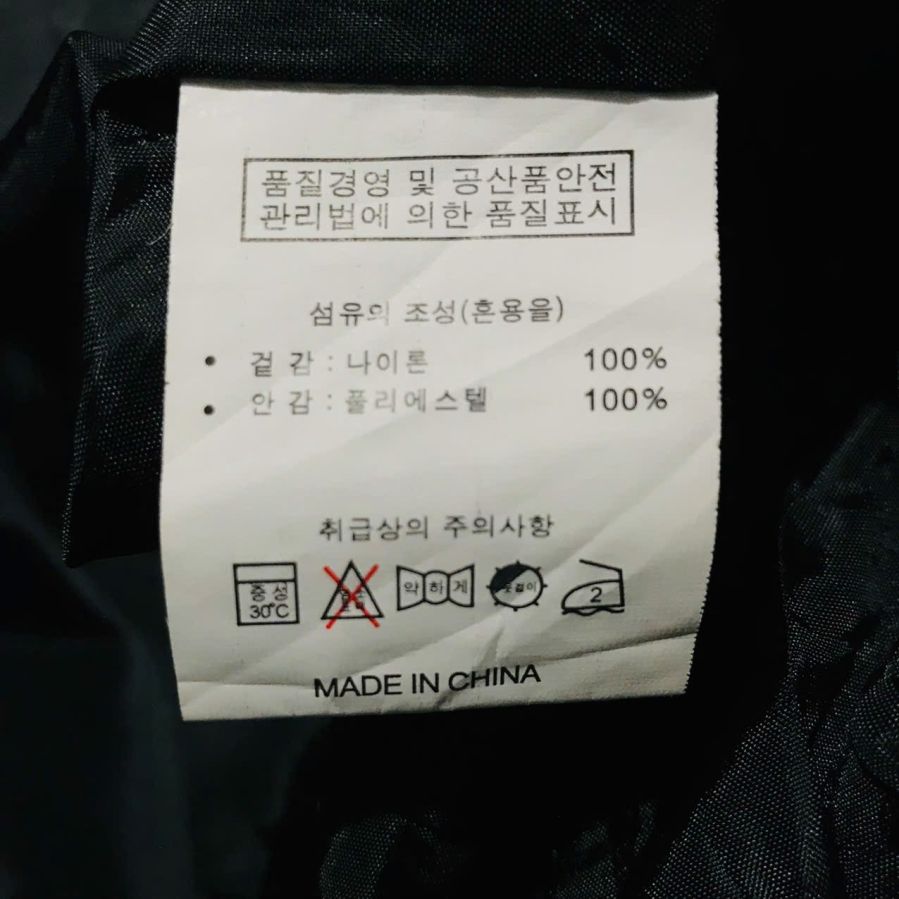 품질경영 및 공산품안전
관리법에 의한 품질표시
섬유의 조성(혼용율)
• 겉 감 : 나이론 100%
• 안 감 : 폴리에스텔 100%
취급상의 주의사항
중성
30℃
약하게
옷걸이
2
MADE IN CHINA